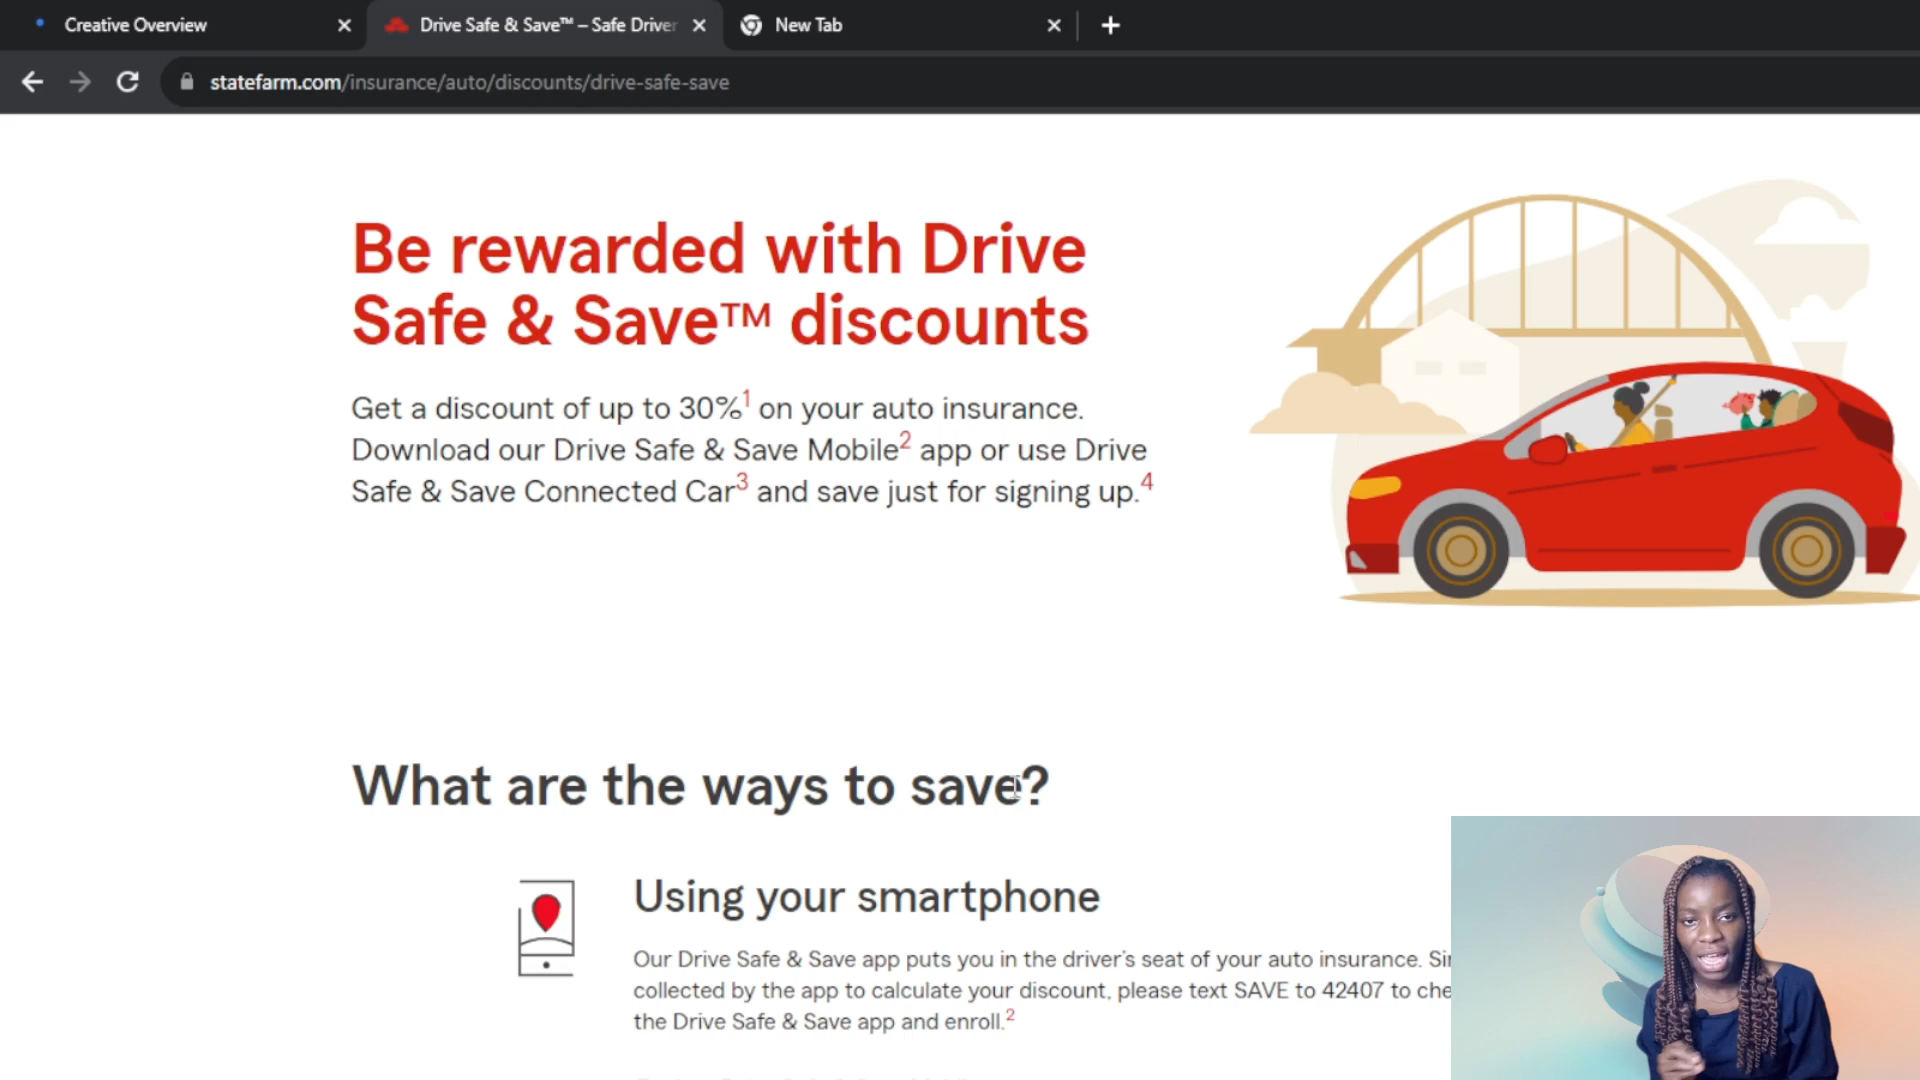 Creative Overview
Drive Safe & Save™ – Safe Driver
New Tab
statefarm.com/insurance/auto/discounts/drive-safe-save
Be rewarded with Drive
Safe & Save™ discounts
Get a discount of up to 30%1 on your auto insurance.
Download our Drive Safe & Save Mobile2 app or use Drive
Safe & Save Connected Car3 and save just for signing up.4
What are the ways to save?
Using your smartphone
Our Drive Safe & Save app puts you in the driver's seat of your auto insurance.
collected by the app to calculate your discount, please text SAVE to 42407 to
the Drive Safe & Save app and enroll.2